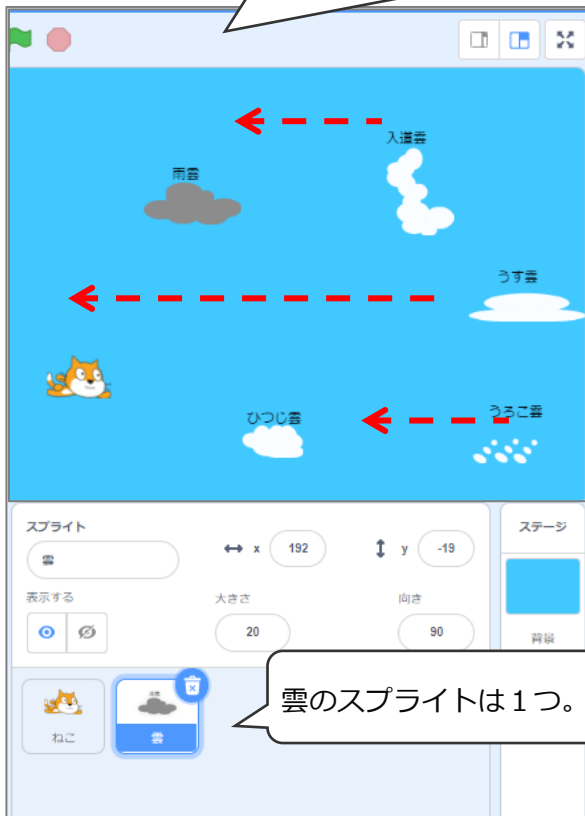 入道雲
雨雲
うす雲
ひつじ雲
うろこ雲
スプライト
雲
x 192
y -19
ステージ
表示する
大きさ
20
向き
90
背景
ねこ
雲
雲のスプライトは１つ。